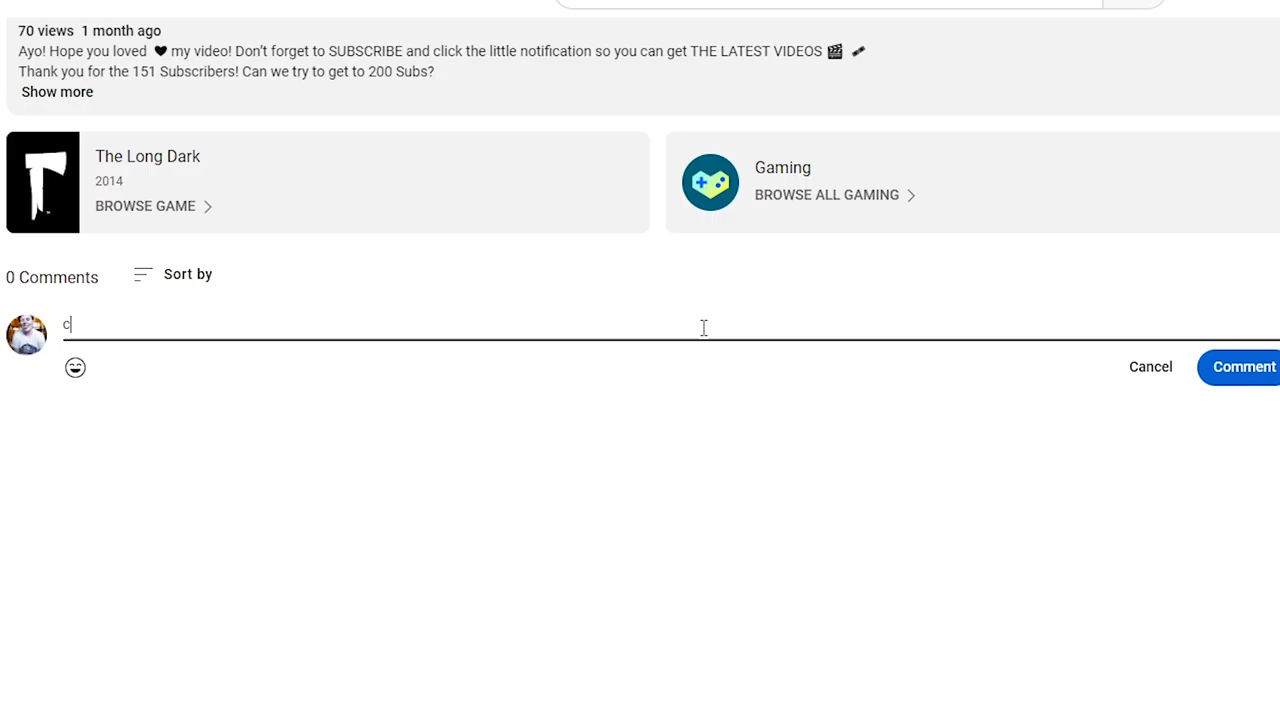 70 views 1 month ago
Ayo! Hope you loved 🖤 my video! Don't forget to SUBSCRIBE and click the little notification so you can get THE LATEST VIDEOS 🎬
Thank you for the 151 Subscribers! Can we try to get to 200 Subs?
Show more
The Long Dark
2014
BROWSE GAME
Gaming
BROWSE ALL GAMING
0 Comments Sort by
c
Cancel Comment